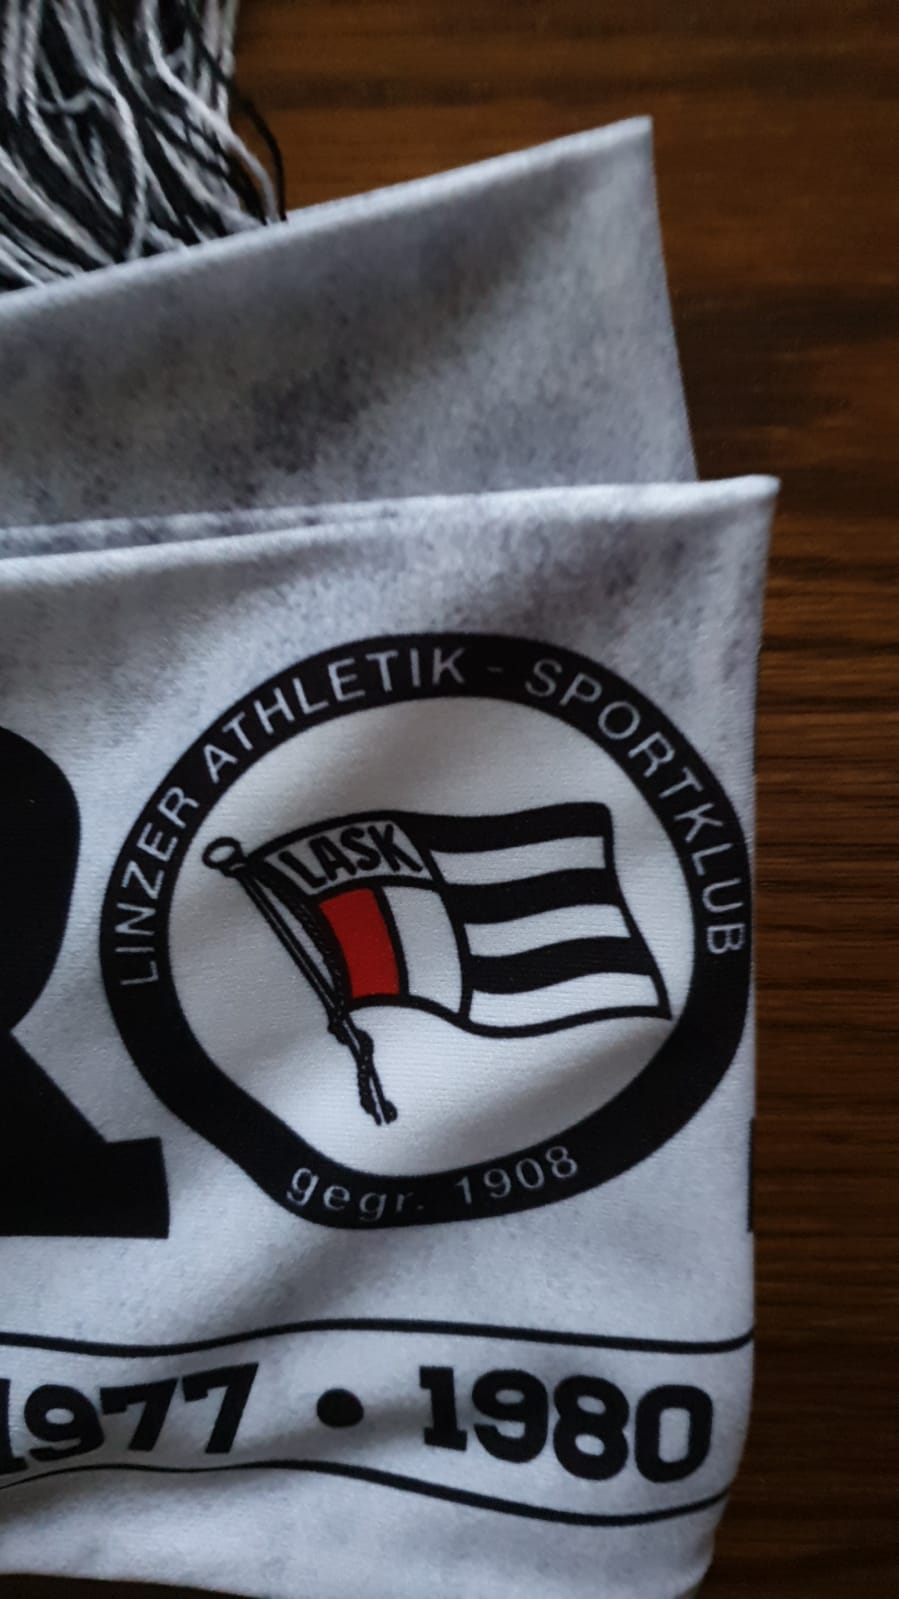 LINZER ATHLETIK - SPORTKLUB
LASK
gegr. 1908
1977 • 1980